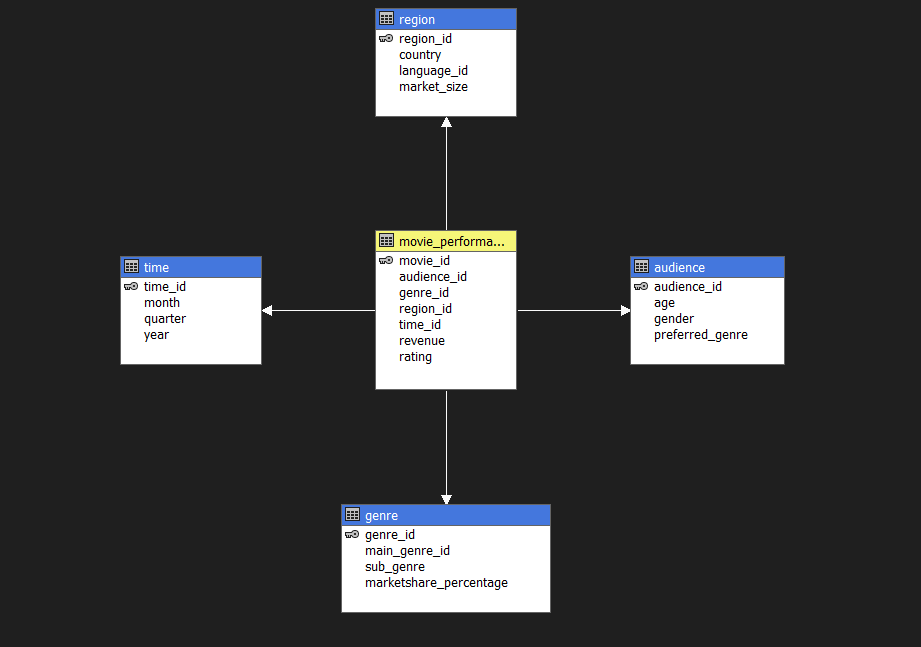 region
region_id
country
language_id
market_size
movie_performa...
movie_id
audience_id
genre_id
region_id
time_id
revenue
rating
time
time_id
month
quarter
year
audience
audience_id
age
gender
preferred_genre
genre
genre_id
main_genre_id
sub_genre
marketshare_percentage